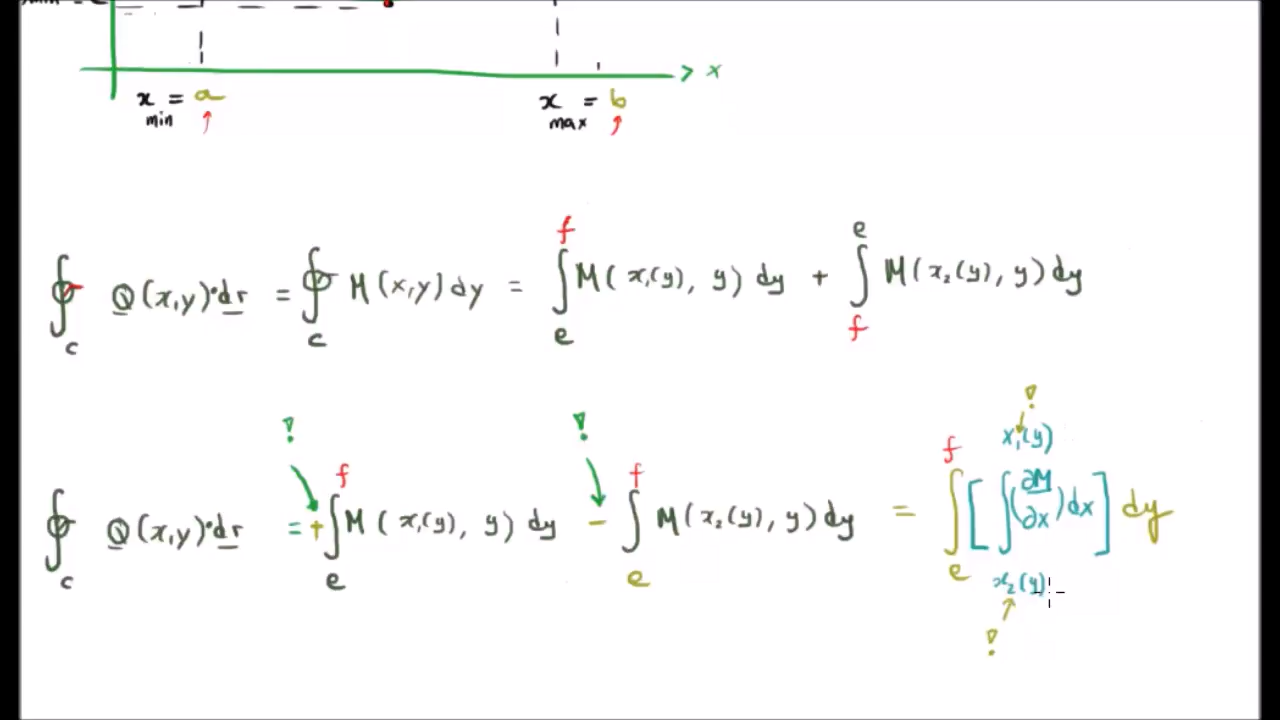 > x
x min = a x max = b
∮_c Q(x,y)·dr = ∮_c M(x,y)dy = ∫_e^f M(x₁(y), y) dy + ∫_f^e M(x₂(y), y)dy
! ! !
∮_c Q(x,y)·dr = +∫_e^f M(x₁(y), y) dy − ∫_e^f M(x₂(y), y)dy = ∫_e^f [∫_{x₂(y)}^{x₁(y)} (∂M/∂x)dx] dy
!